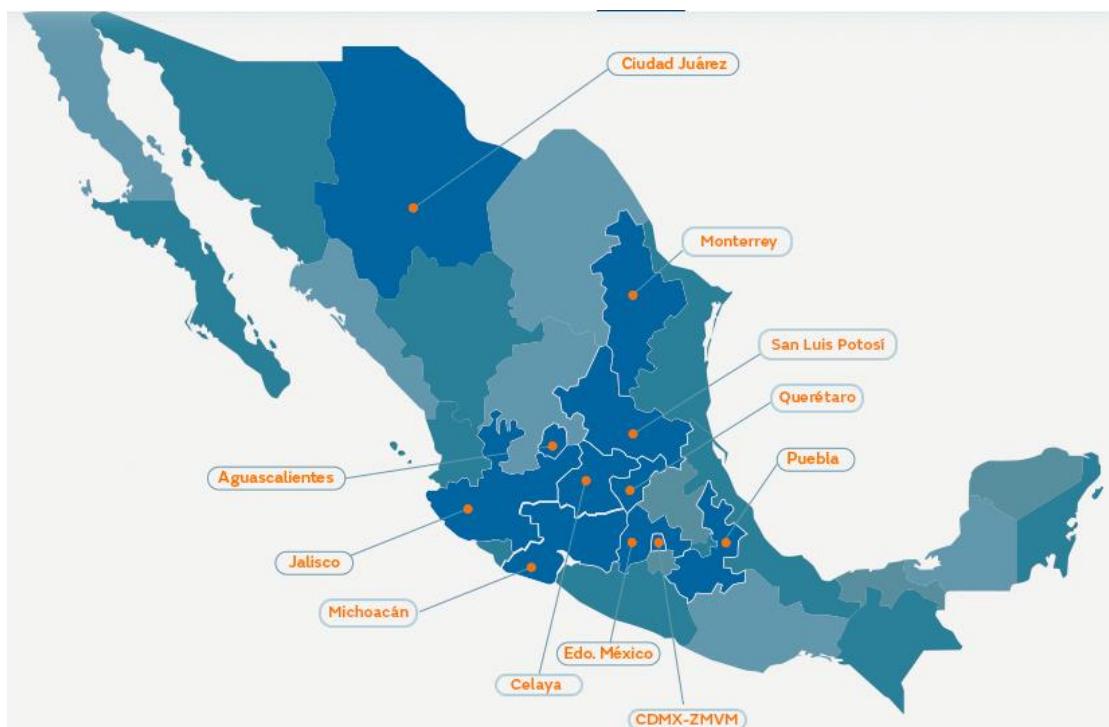 Ciudad Juárez
Monterrey
San Luis Potosí
Querétaro
Puebla
Aguascalientes
Jalisco
Michoacán
Edo. México
Celaya
CDMX-ZMVM